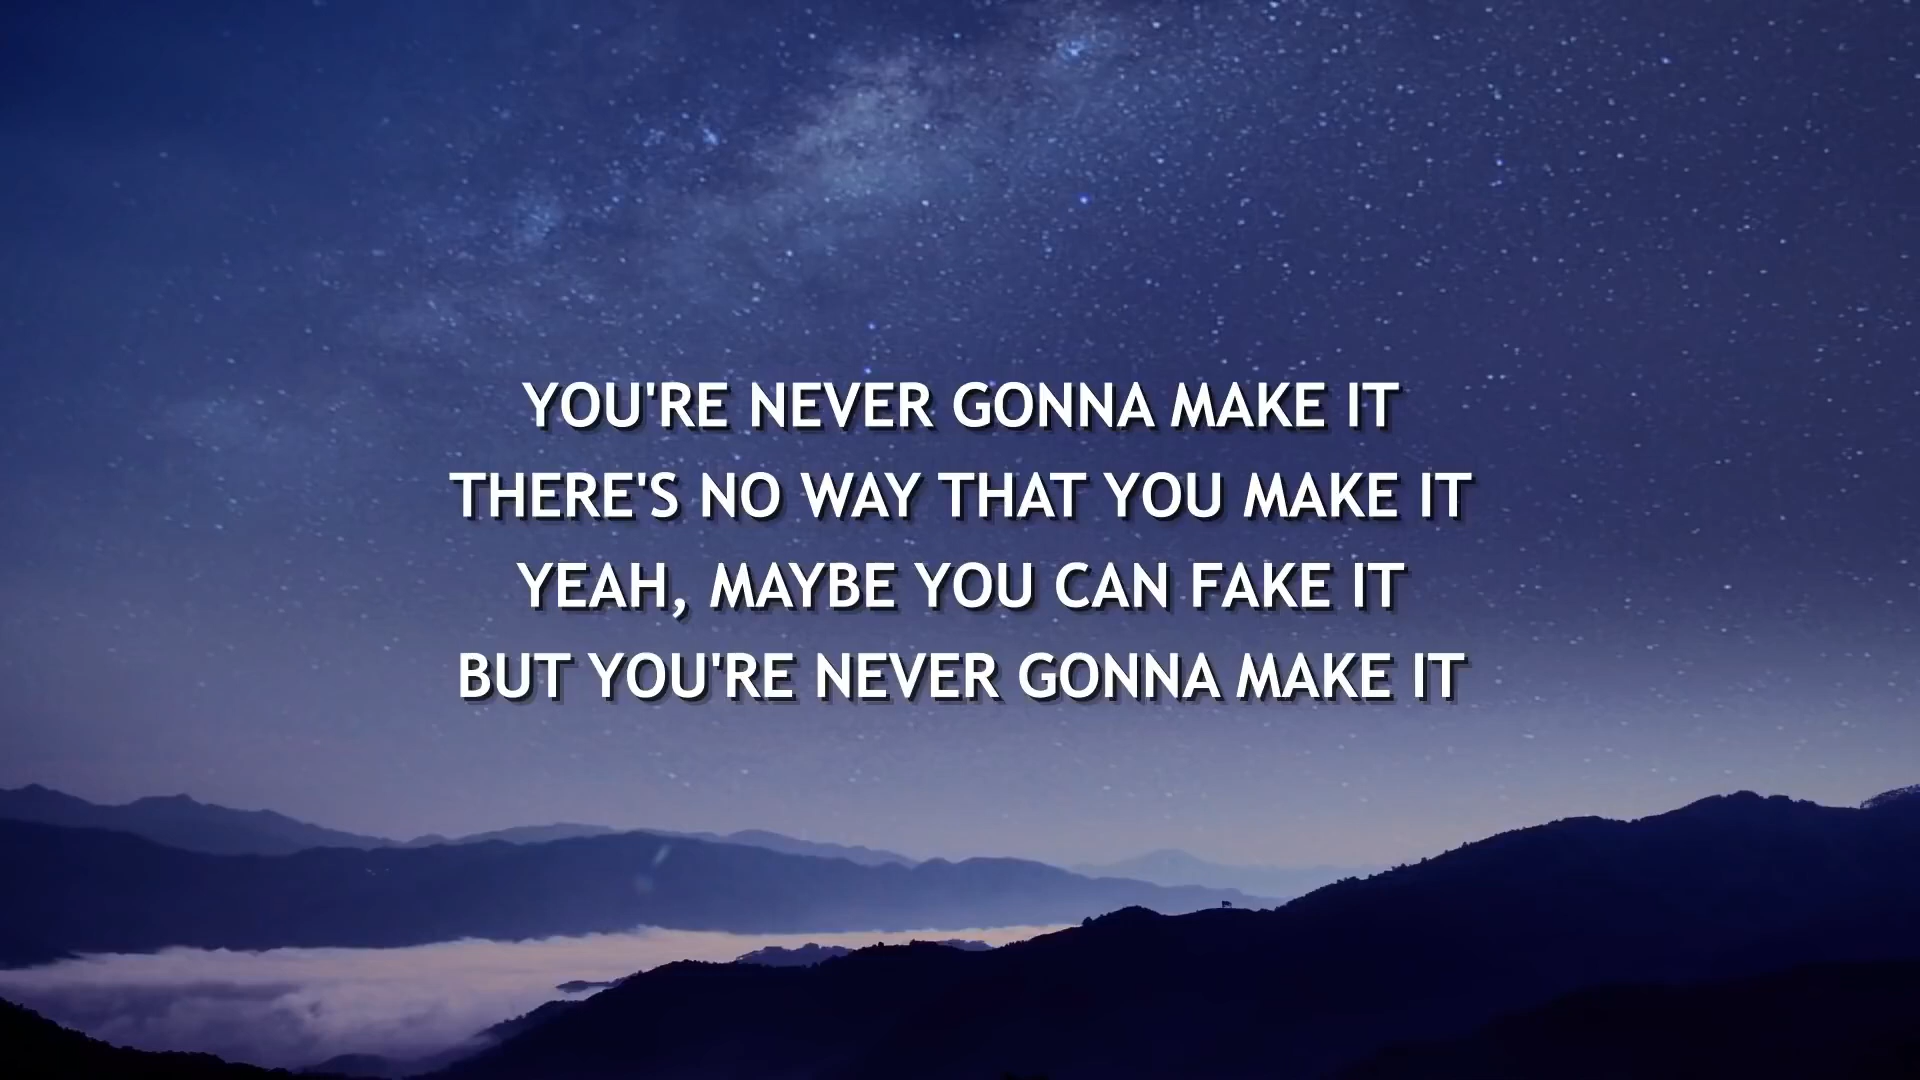 YOU'RE NEVER GONNA MAKE IT
THERE'S NO WAY THAT YOU MAKE IT
YEAH, MAYBE YOU CAN FAKE IT
BUT YOU'RE NEVER GONNA MAKE IT